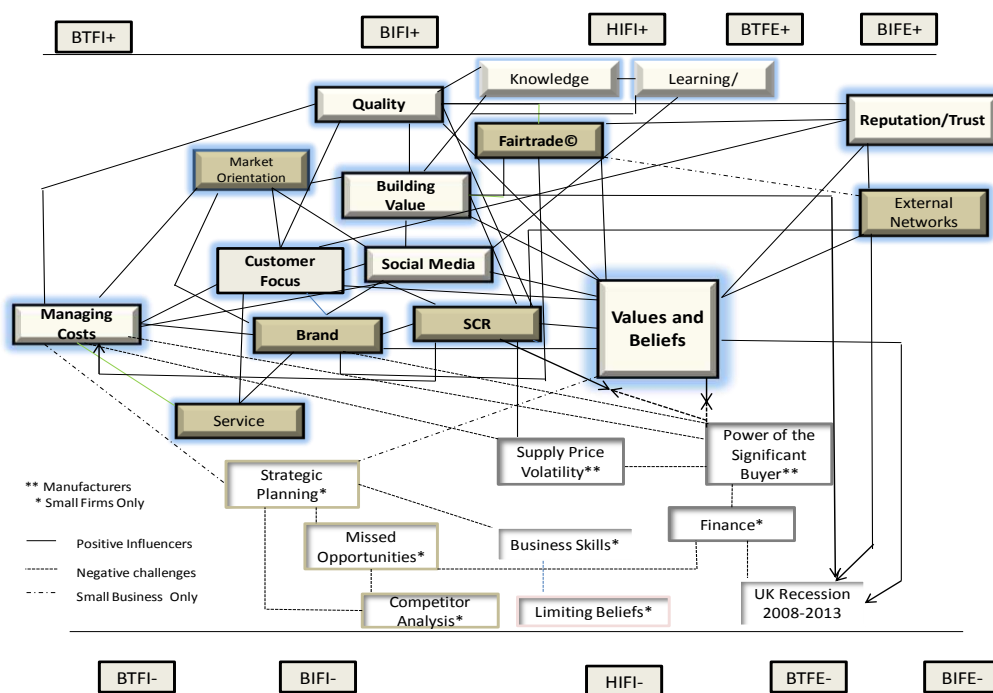 BTFI+
BIFI+
HIFI+
BTFE+
BIFE+
Knowledge
Learning/
Quality
Fairtrade©
Reputation/Trust
Market
Orientation
Building
Value
External
Networks
Customer
Focus
Social Media
Managing
Costs
Brand
SCR
Values and
Beliefs
Service
Supply Price
Volatility**
Power of the
Significant
Buyer**
Strategic
Planning*
** Manufacturers
* Small Firms Only
Missed
Opportunities*
Business Skills*
Finance*
Positive Influencers
Negative challenges
Small Business Only
Competitor
Analysis*
Limiting Beliefs*
UK Recession
2008-2013
BTFI-
BIFI-
HIFI-
BTFE-
BIFE-